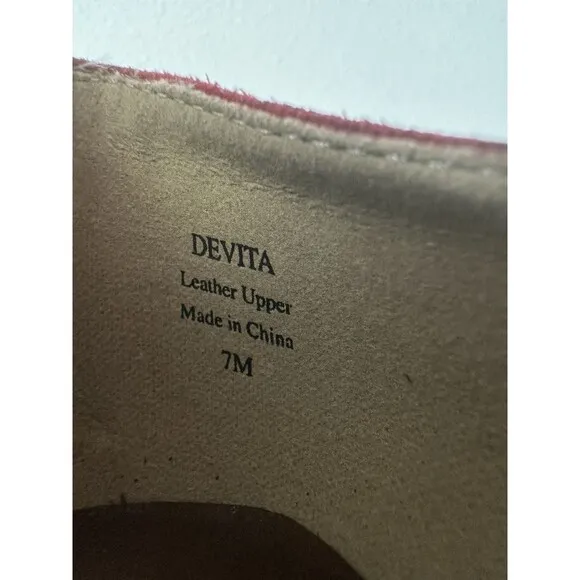 DEVITA
Leather Upper
Made in China
7M